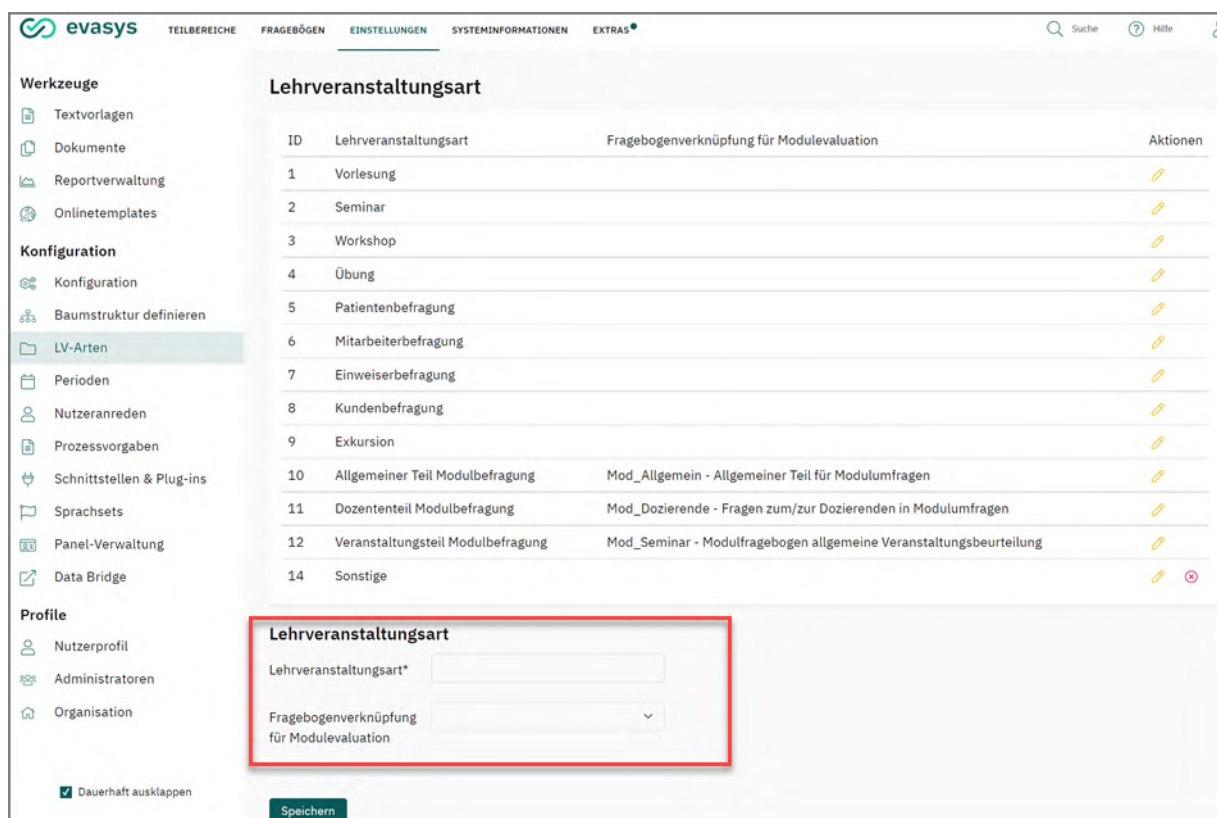 evasys TEILBEREICHE FRAGEBÖGEN EINSTELLUNGEN SYSTEMINFORMATIONEN EXTRAS Suche Hilfe
Werkzeuge
Textvorlagen
Dokumente
Reportverwaltung
Onlinetemplates
Konfiguration
Konfiguration
Baumstruktur definieren
LV-Arten
Perioden
Nutzeranreden
Prozessvorgaben
Schnittstellen & Plug-ins
Sprachsets
Panel-Verwaltung
Data Bridge
Profile
Nutzerprofil
Administratoren
Organisation
Dauerhaft ausklappen
Lehrveranstaltungsart
ID Lehrveranstaltungsart Fragebogenverknüpfung für Modulevaluation Aktionen
1 Vorlesung
2 Seminar
3 Workshop
4 Übung
5 Patientenbefragung
6 Mitarbeiterbefragung
7 Einweiserbefragung
8 Kundenbefragung
9 Exkursion
10 Allgemeiner Teil Modulbefragung Mod_Allgemein - Allgemeiner Teil für Modulumfragen
11 Dozententeil Modulbefragung Mod_Dozierende - Fragen zum/zur Dozierenden in Modulumfragen
12 Veranstaltungsteil Modulbefragung Mod_Seminar - Modulfragebogen allgemeine Veranstaltungsbeurteilung
14 Sonstige
Lehrveranstaltungsart
Lehrveranstaltungsart*
Fragebogenverknüpfung
für Modulevaluation
Speichern